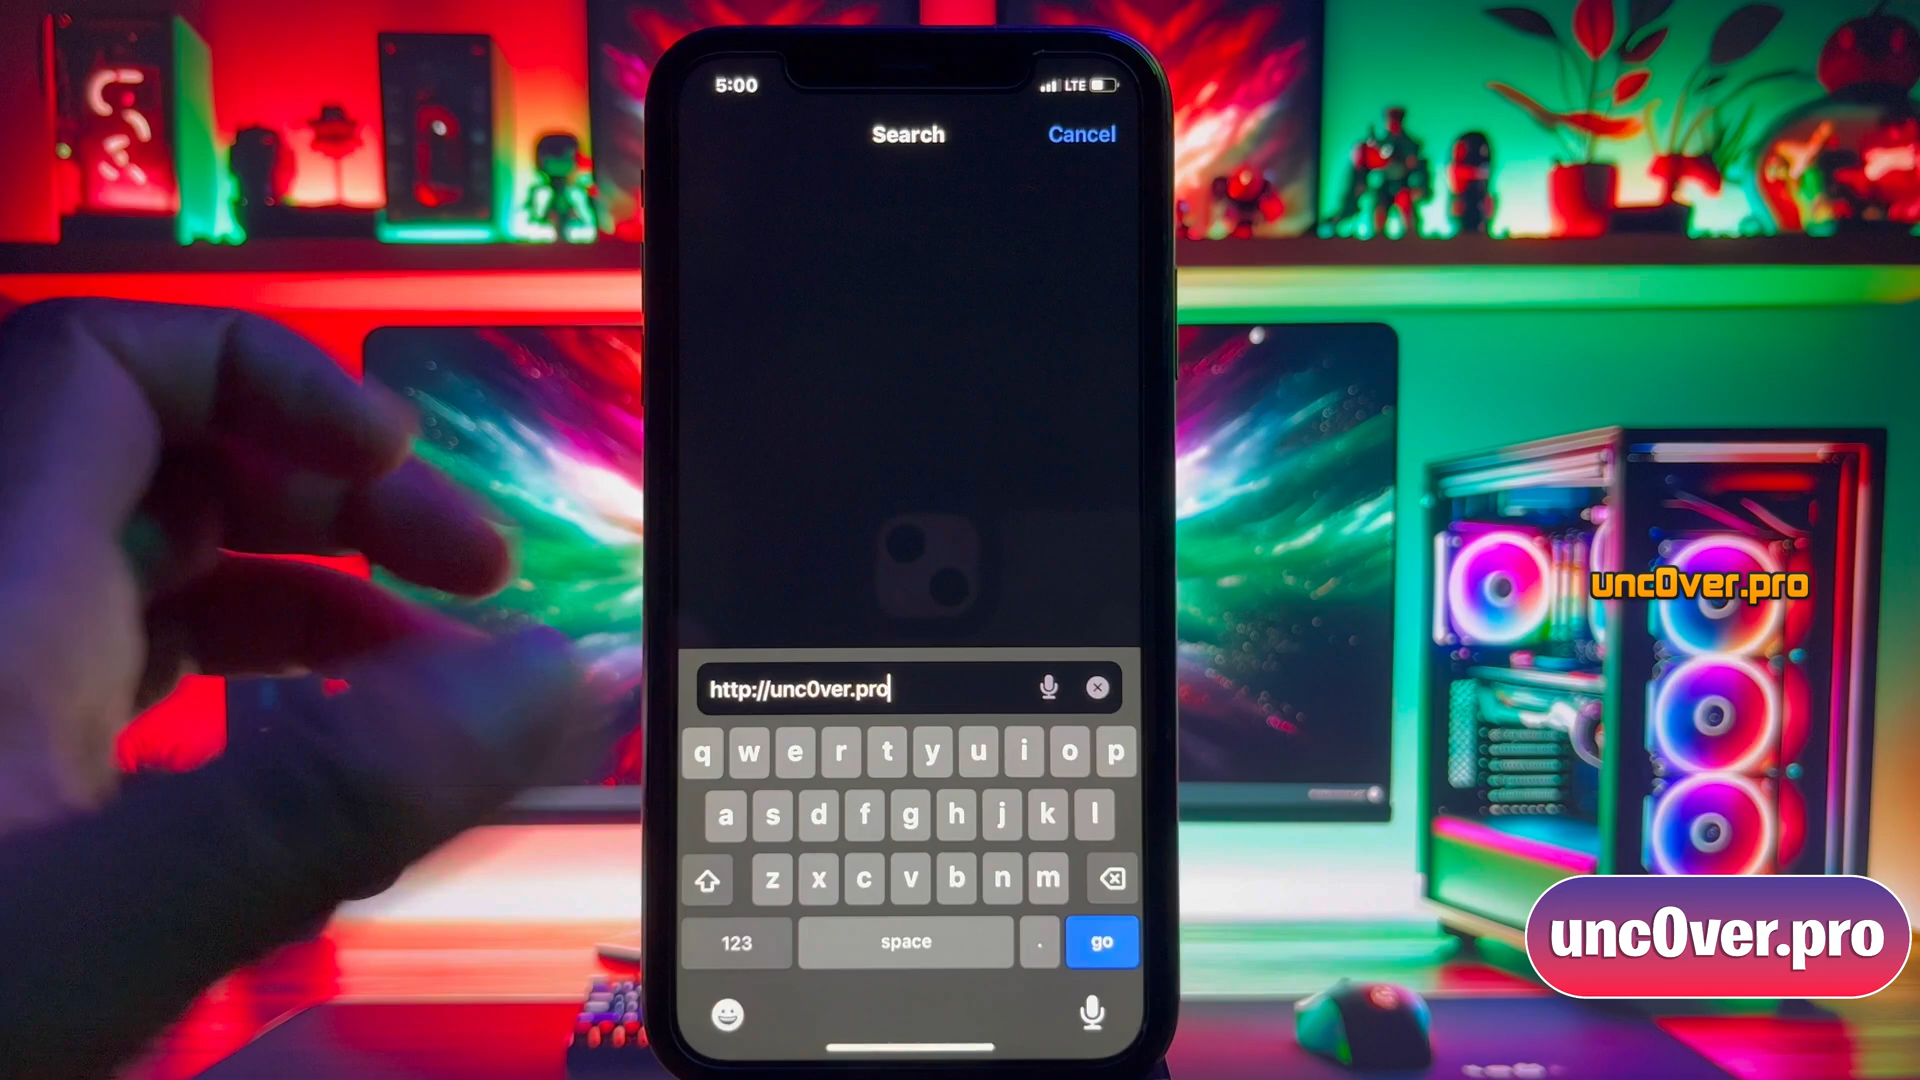 5:00
LTE
Search
Cancel
http://unc0ver.pro
q w e r t y u i o p
a s d f g h j k l
z x c v b n m
123
space
.
go
unc0ver.pro
unc0ver.pro